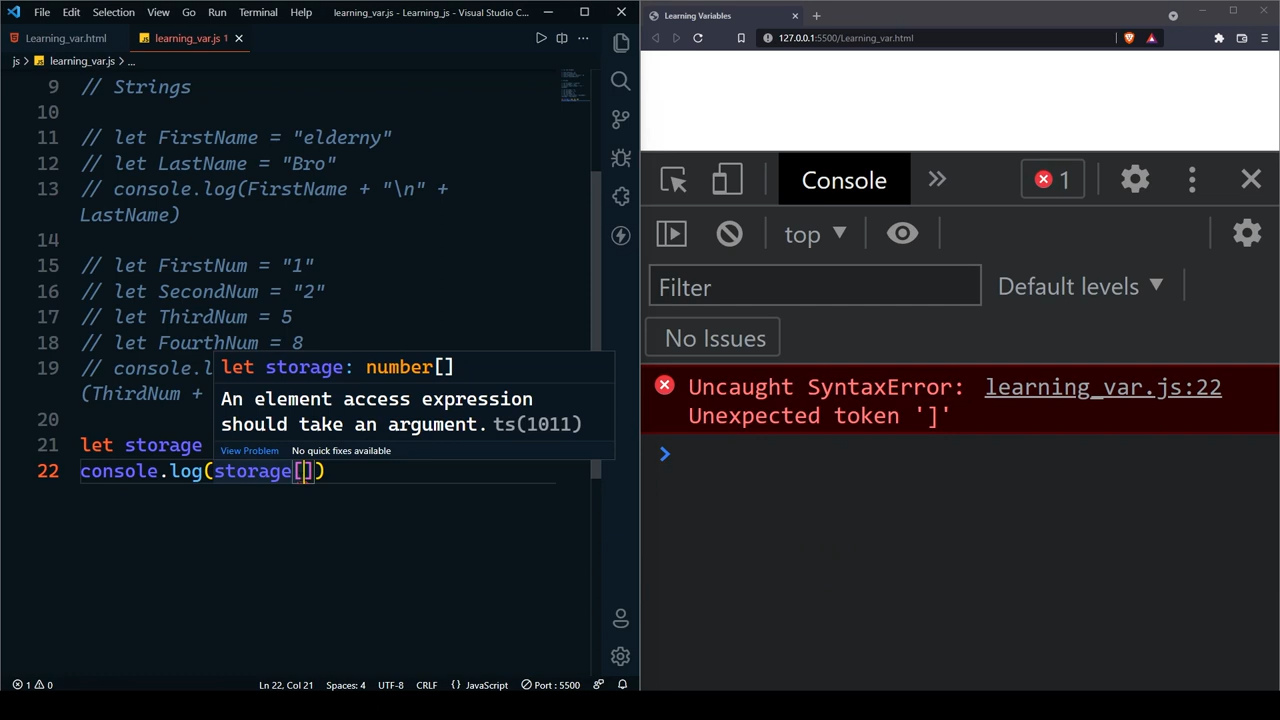 File Edit Selection View Go Run Terminal Help learning_var.js - Learning_js - Visual Studio C...
Learning_var.html learning_var.js 1
js > learning_var.js > ...
9 // Strings
10
11 // let FirstName = "elderny"
12 // let LastName = "Bro"
13 // console.log(FirstName + "\n" +
LastName)
14
15 // let FirstNum = "1"
16 // let SecondNum = "2"
17 // let ThirdNum = 5
18 // let FourthNum = 8
19 // console.l
(ThirdNum +
20
21 let storage
22 console.log(storage[])
let storage: number[]
An element access expression
should take an argument. ts(1011)
View Problem No quick fixes available
1 0 Ln 22, Col 21 Spaces: 4 UTF-8 CRLF {} JavaScript Port : 5500
Learning Variables
127.0.0.1:5500/Learning_var.html
Console 1
top
Filter Default levels
No Issues
Uncaught SyntaxError: learning_var.js:22
Unexpected token ']'